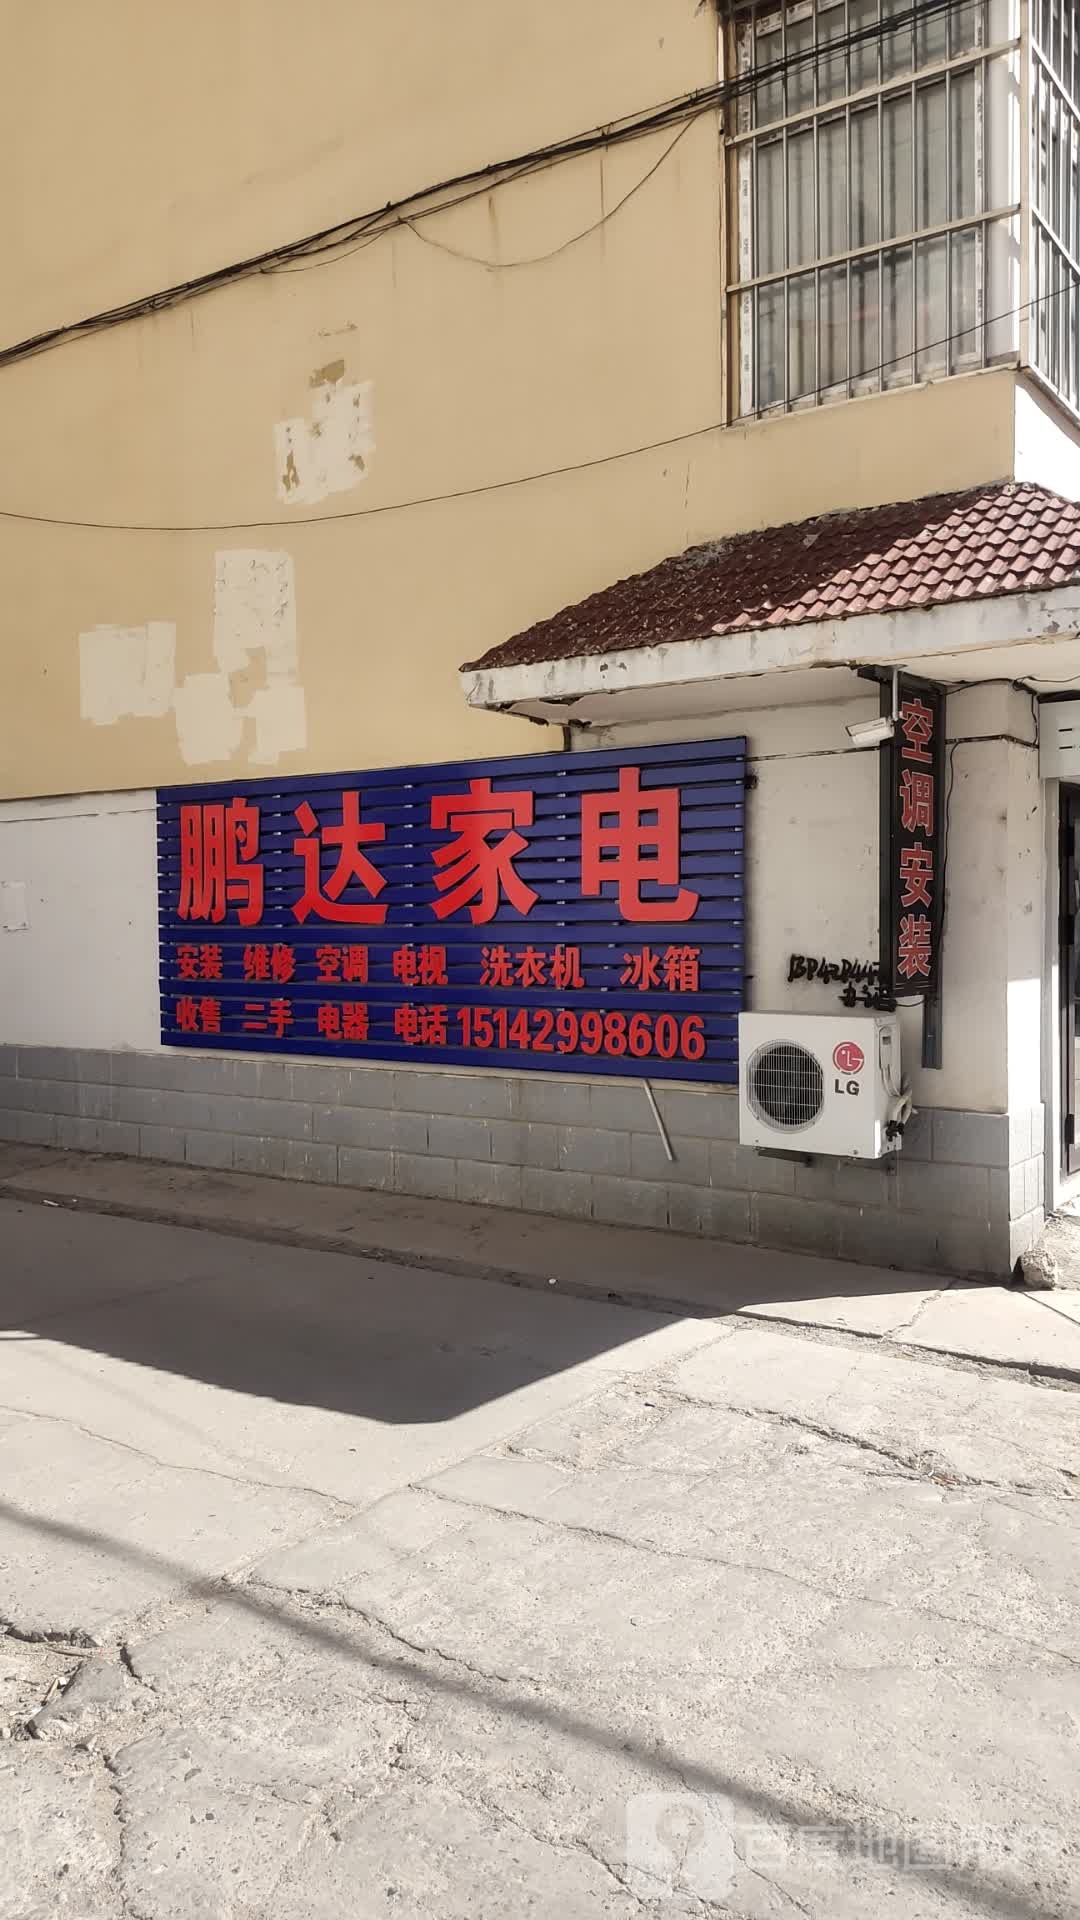 鹏达家电
安装 维修 空调 电视 洗衣机 冰箱
收售 二手 电器 电话 15142998606
空调安装
LG